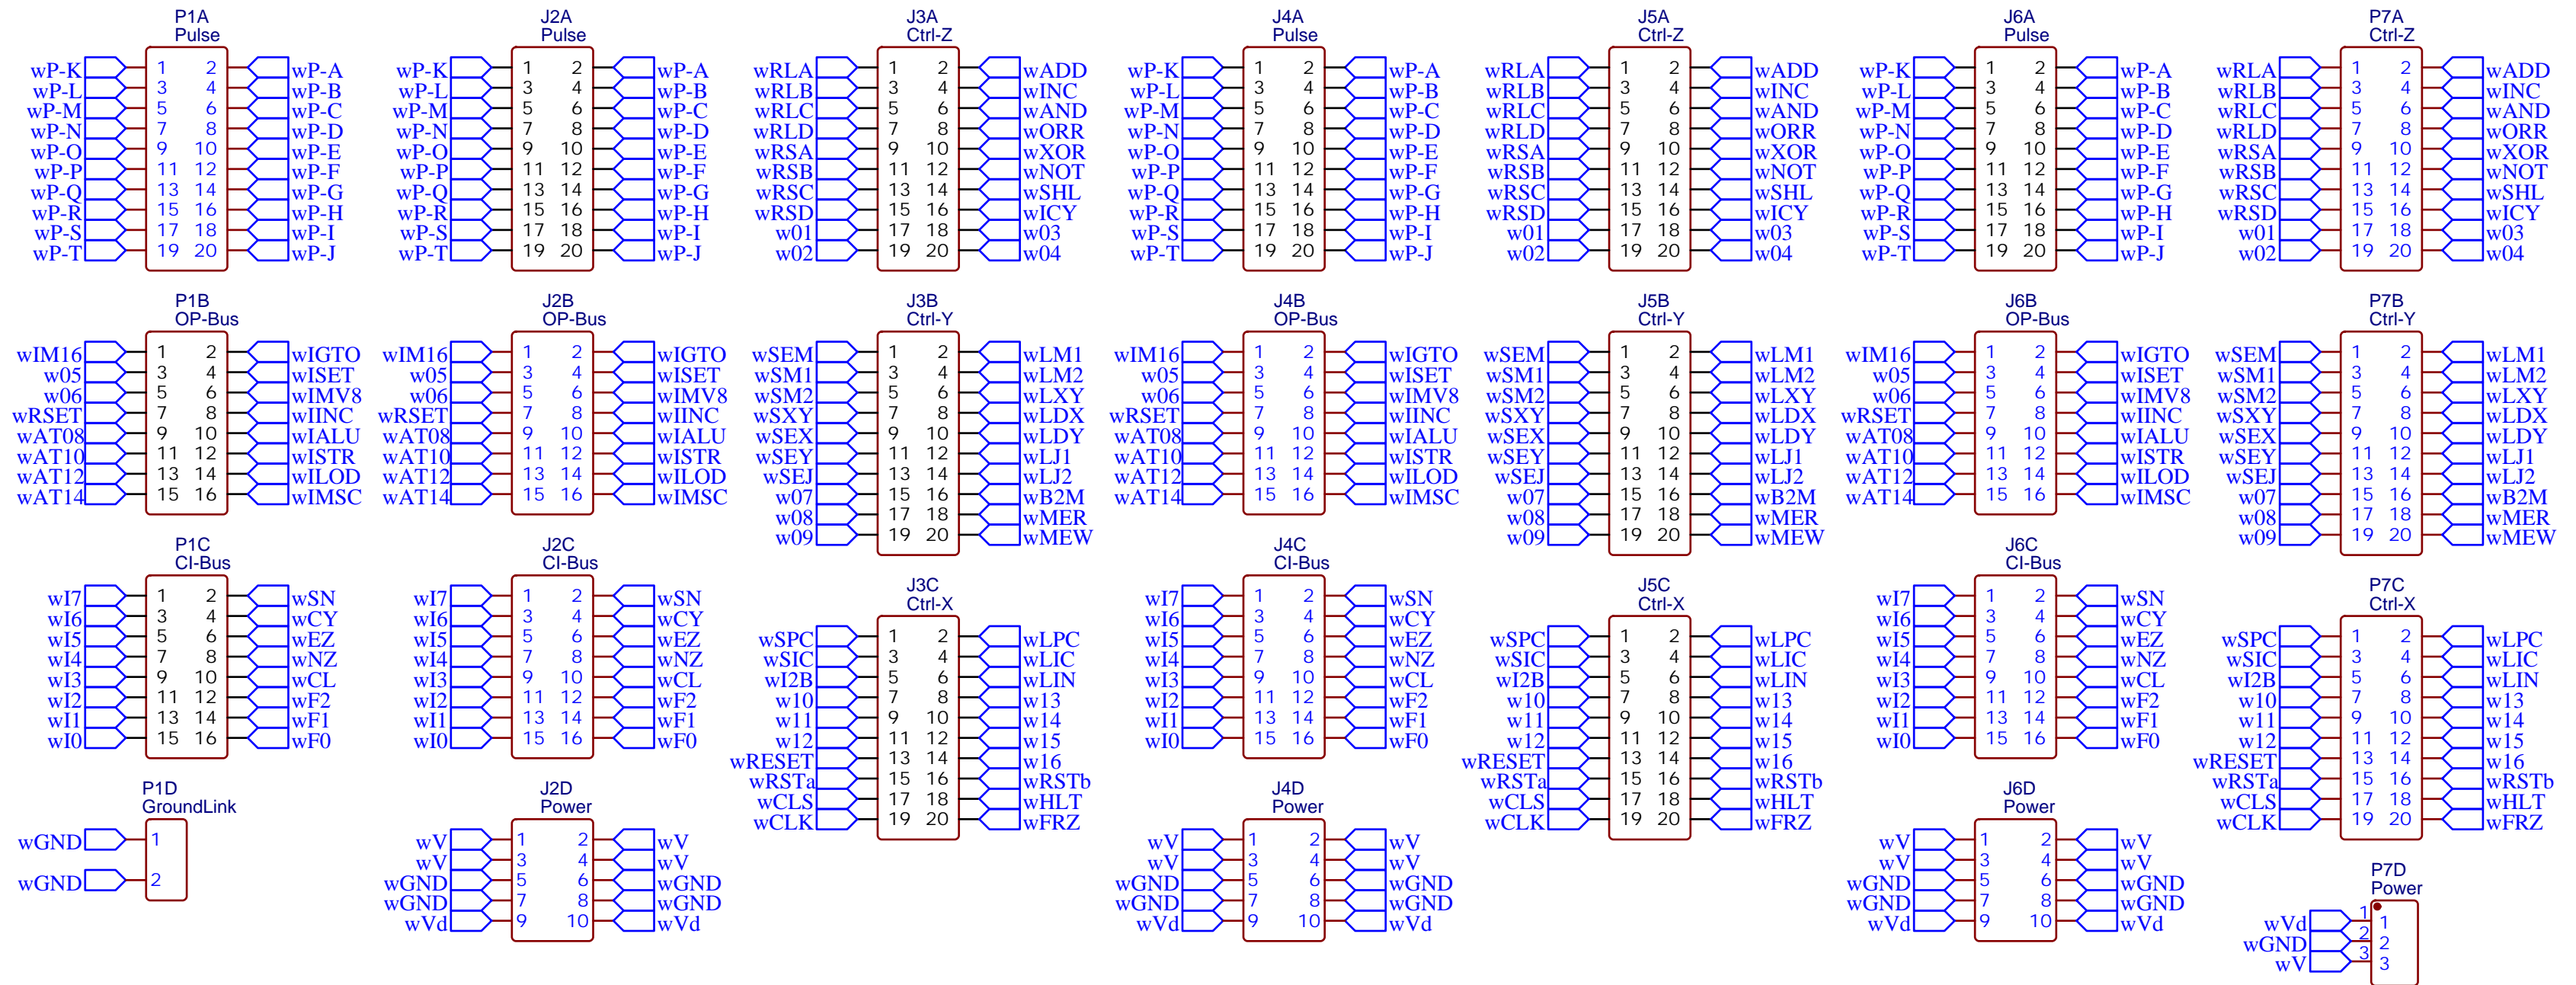 P1A
Pulse
wP-K 1 2 wP-A
wP-L 3 4 wP-B
wP-M 5 6 wP-C
wP-N 7 8 wP-D
wP-O 9 10 wP-E
wP-P 11 12 wP-F
wP-Q 13 14 wP-G
wP-R 15 16 wP-H
wP-S 17 18 wP-I
wP-T 19 20 wP-J
P1B
OP-Bus
wIM16 1 2 wIGTO
w05 3 4 wISET
w06 5 6 wIMV8
wRSET 7 8 wIINC
wAT08 9 10 wIALU
wAT10 11 12 wISTR
wAT12 13 14 wILOD
wAT14 15 16 wIMSC
P1C
CI-Bus
wI7 1 2 wSN
wI6 3 4 wCY
wI5 5 6 wEZ
wI4 7 8 wNZ
wI3 9 10 wCL
wI2 11 12 wF2
wI1 13 14 wF1
wI0 15 16 wF0
P1D
GroundLink
wGND 1
wGND 2
J2A
Pulse
wP-K 1 2 wP-A
wP-L 3 4 wP-B
wP-M 5 6 wP-C
wP-N 7 8 wP-D
wP-O 9 10 wP-E
wP-P 11 12 wP-F
wP-Q 13 14 wP-G
wP-R 15 16 wP-H
wP-S 17 18 wP-I
wP-T 19 20 wP-J
J2B
OP-Bus
wIM16 1 2 wIGTO
w05 3 4 wISET
w06 5 6 wIMV8
wRSET 7 8 wIINC
wAT08 9 10 wIALU
wAT10 11 12 wISTR
wAT12 13 14 wILOD
wAT14 15 16 wIMSC
J2C
CI-Bus
wI7 1 2 wSN
wI6 3 4 wCY
wI5 5 6 wEZ
wI4 7 8 wNZ
wI3 9 10 wCL
wI2 11 12 wF2
wI1 13 14 wF1
wI0 15 16 wF0
J2D
Power
wV 1 2 wV
wV 3 4 wV
wGND 5 6 wGND
wGND 7 8 wGND
wVd 9 10 wVd
J3A
Ctrl-Z
wRLA 1 2 wADD
wRLB 3 4 wINC
wRLC 5 6 wAND
wRLD 7 8 wORR
wRSA 9 10 wXOR
wRSB 11 12 wNOT
wRSC 13 14 wSHL
wRSD 15 16 wICY
w01 17 18 w03
w02 19 20 w04
J3B
Ctrl-Y
wSEM 1 2 wLM1
wSM1 3 4 wLM2
wSM2 5 6 wLXY
wSXY 7 8 wLDX
wSEX 9 10 wLDY
wSEY 11 12 wLJ1
wSEJ 13 14 wLJ2
w07 15 16 wB2M
w08 17 18 wMER
w09 19 20 wMEW
J3C
Ctrl-X
wSPC 1 2 wLPC
wSIC 3 4 wLIC
wI2B 5 6 wLIN
w10 7 8 w13
w11 9 10 w14
w12 11 12 w15
wRESET 13 14 w16
wRSTa 15 16 wRSTb
wCLS 17 18 wHLT
wCLK 19 20 wFRZ
J4A
Pulse
wP-K 1 2 wP-A
wP-L 3 4 wP-B
wP-M 5 6 wP-C
wP-N 7 8 wP-D
wP-O 9 10 wP-E
wP-P 11 12 wP-F
wP-Q 13 14 wP-G
wP-R 15 16 wP-H
wP-S 17 18 wP-I
wP-T 19 20 wP-J
J4B
OP-Bus
wIM16 1 2 wIGTO
w05 3 4 wISET
w06 5 6 wIMV8
wRSET 7 8 wIINC
wAT08 9 10 wIALU
wAT10 11 12 wISTR
wAT12 13 14 wILOD
wAT14 15 16 wIMSC
J4C
CI-Bus
wI7 1 2 wSN
wI6 3 4 wCY
wI5 5 6 wEZ
wI4 7 8 wNZ
wI3 9 10 wCL
wI2 11 12 wF2
wI1 13 14 wF1
wI0 15 16 wF0
J4D
Power
wV 1 2 wV
wV 3 4 wV
wGND 5 6 wGND
wGND 7 8 wGND
wVd 9 10 wVd
J5A
Ctrl-Z
wRLA 1 2 wADD
wRLB 3 4 wINC
wRLC 5 6 wAND
wRLD 7 8 wORR
wRSA 9 10 wXOR
wRSB 11 12 wNOT
wRSC 13 14 wSHL
wRSD 15 16 wICY
w01 17 18 w03
w02 19 20 w04
J5B
Ctrl-Y
wSEM 1 2 wLM1
wSM1 3 4 wLM2
wSM2 5 6 wLXY
wSXY 7 8 wLDX
wSEX 9 10 wLDY
wSEY 11 12 wLJ1
wSEJ 13 14 wLJ2
w07 15 16 wB2M
w08 17 18 wMER
w09 19 20 wMEW
J5C
Ctrl-X
wSPC 1 2 wLPC
wSIC 3 4 wLIC
wI2B 5 6 wLIN
w10 7 8 w13
w11 9 10 w14
w12 11 12 w15
wRESET 13 14 w16
wRSTa 15 16 wRSTb
wCLS 17 18 wHLT
wCLK 19 20 wFRZ
J6A
Pulse
wP-K 1 2 wP-A
wP-L 3 4 wP-B
wP-M 5 6 wP-C
wP-N 7 8 wP-D
wP-O 9 10 wP-E
wP-P 11 12 wP-F
wP-Q 13 14 wP-G
wP-R 15 16 wP-H
wP-S 17 18 wP-I
wP-T 19 20 wP-J
J6B
OP-Bus
wIM16 1 2 wIGTO
w05 3 4 wISET
w06 5 6 wIMV8
wRSET 7 8 wIINC
wAT08 9 10 wIALU
wAT10 11 12 wISTR
wAT12 13 14 wILOD
wAT14 15 16 wIMSC
J6C
CI-Bus
wI7 1 2 wSN
wI6 3 4 wCY
wI5 5 6 wEZ
wI4 7 8 wNZ
wI3 9 10 wCL
wI2 11 12 wF2
wI1 13 14 wF1
wI0 15 16 wF0
J6D
Power
wV 1 2 wV
wV 3 4 wV
wGND 5 6 wGND
wGND 7 8 wGND
wVd 9 10 wVd
P7A
Ctrl-Z
wRLA 1 2 wADD
wRLB 3 4 wINC
wRLC 5 6 wAND
wRLD 7 8 wORR
wRSA 9 10 wXOR
wRSB 11 12 wNOT
wRSC 13 14 wSHL
wRSD 15 16 wICY
w01 17 18 w03
w02 19 20 w04
P7B
Ctrl-Y
wSEM 1 2 wLM1
wSM1 3 4 wLM2
wSM2 5 6 wLXY
wSXY 7 8 wLDX
wSEX 9 10 wLDY
wSEY 11 12 wLJ1
wSEJ 13 14 wLJ2
w07 15 16 wB2M
w08 17 18 wMER
w09 19 20 wMEW
P7C
Ctrl-X
wSPC 1 2 wLPC
wSIC 3 4 wLIC
wI2B 5 6 wLIN
w10 7 8 w13
w11 9 10 w14
w12 11 12 w15
wRESET 13 14 w16
wRSTa 15 16 wRSTb
wCLS 17 18 wHLT
wCLK 19 20 wFRZ
P7D
Power
wVd 1 1
wGND 2 2
wV 3 3